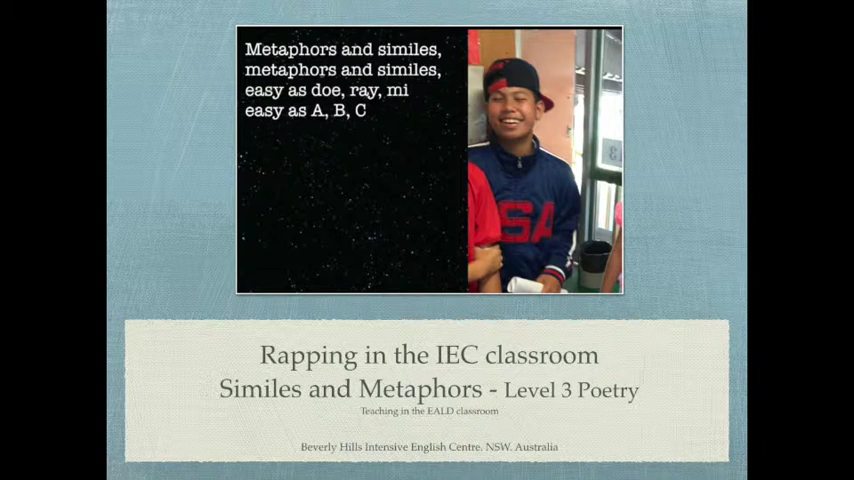 Metaphors and similes,
metaphors and similes,
easy as doe, ray, mi
easy as A, B, C
SA
Rapping in the IEC classroom
Similes and Metaphors - Level 3 Poetry
Teaching in the EALD classroom
Beverly Hills Intensive English Centre. NSW. Australia